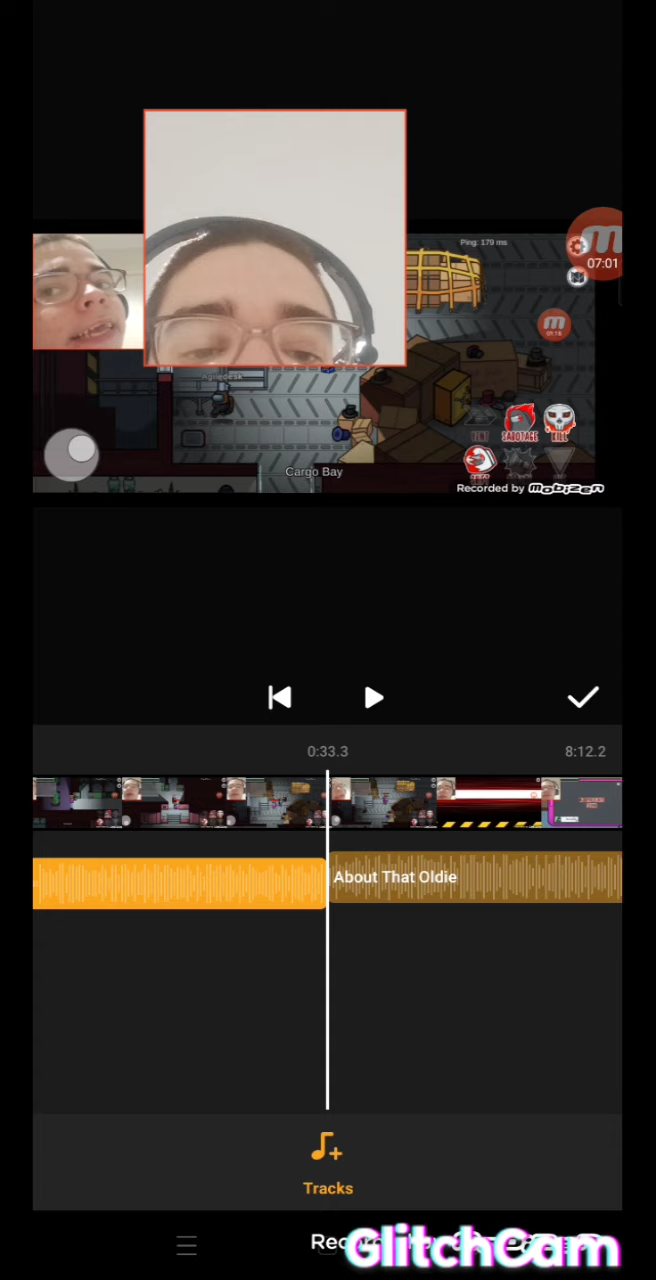 Ping: 179 ms
07:01
VENT
SABOTAGE
KILL
Cargo Bay
Recorded by mobizen
0:33.3
8:12.2
About That Oldie
Tracks
GlitchCam